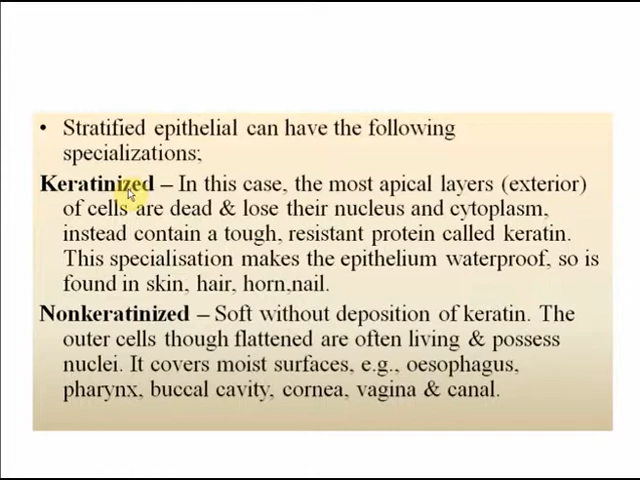 • Stratified epithelial can have the following
specializations;
Keratinized – In this case, the most apical layers (exterior)
of cells are dead & lose their nucleus and cytoplasm,
instead contain a tough, resistant protein called keratin.
This specialisation makes the epithelium waterproof, so is
found in skin, hair, horn,nail.
Nonkeratinized – Soft without deposition of keratin. The
outer cells though flattened are often living & possess
nuclei. It covers moist surfaces, e.g., oesophagus,
pharynx, buccal cavity, cornea, vagina & canal.